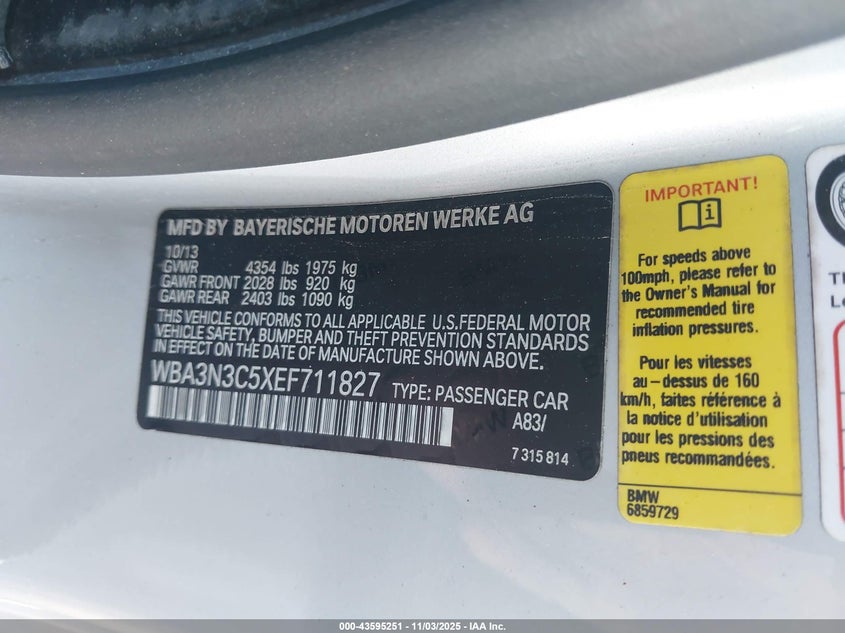 MFD BY BAYERISCHE MOTOREN WERKE AG
10/13
GVWR 4354 lbs 1975 kg
GAWR FRONT 2028 lbs 920 kg
GAWR REAR 2403 lbs 1090 kg
THIS VEHICLE CONFORMS TO ALL APPLICABLE U.S.FEDERAL MOTOR
VEHICLE SAFETY, BUMPER AND THEFT PREVENTION STANDARDS
IN EFFECT ON THE DATE OF MANUFACTURE SHOWN ABOVE.
WBA3N3C5XEF711827 TYPE: PASSENGER CAR
A83/
7 315 814
IMPORTANT!
For speeds above
100mph, please refer to
the Owner's Manual for
recommended tire
inflation pressures.
Pour les vitesses
au-dessus de 160
km/h, faites référence à
la notice d'utilisation
pour les pressions des
pneus recommandées.
BMW
6859729
000-43595251 | 11/03/2025 - IAA Inc.